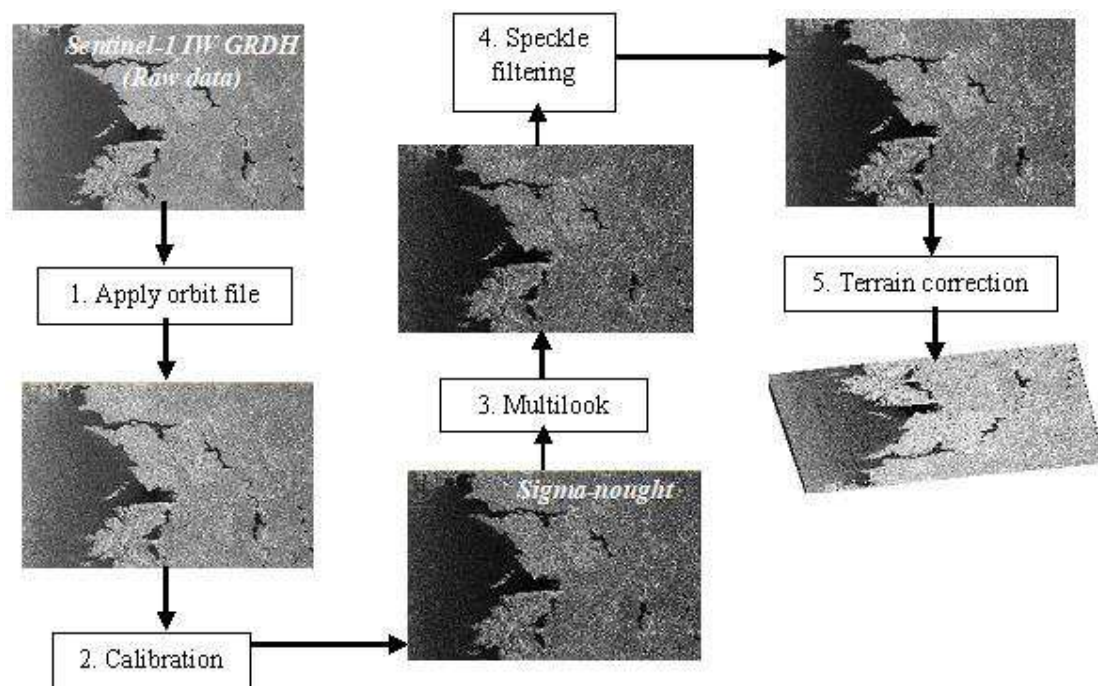 Sentinel-1 IW GRDH
(Raw data)
1. Apply orbit file
2. Calibration
Sigma-nought
3. Multilook
4. Speckle
filtering
5. Terrain correction